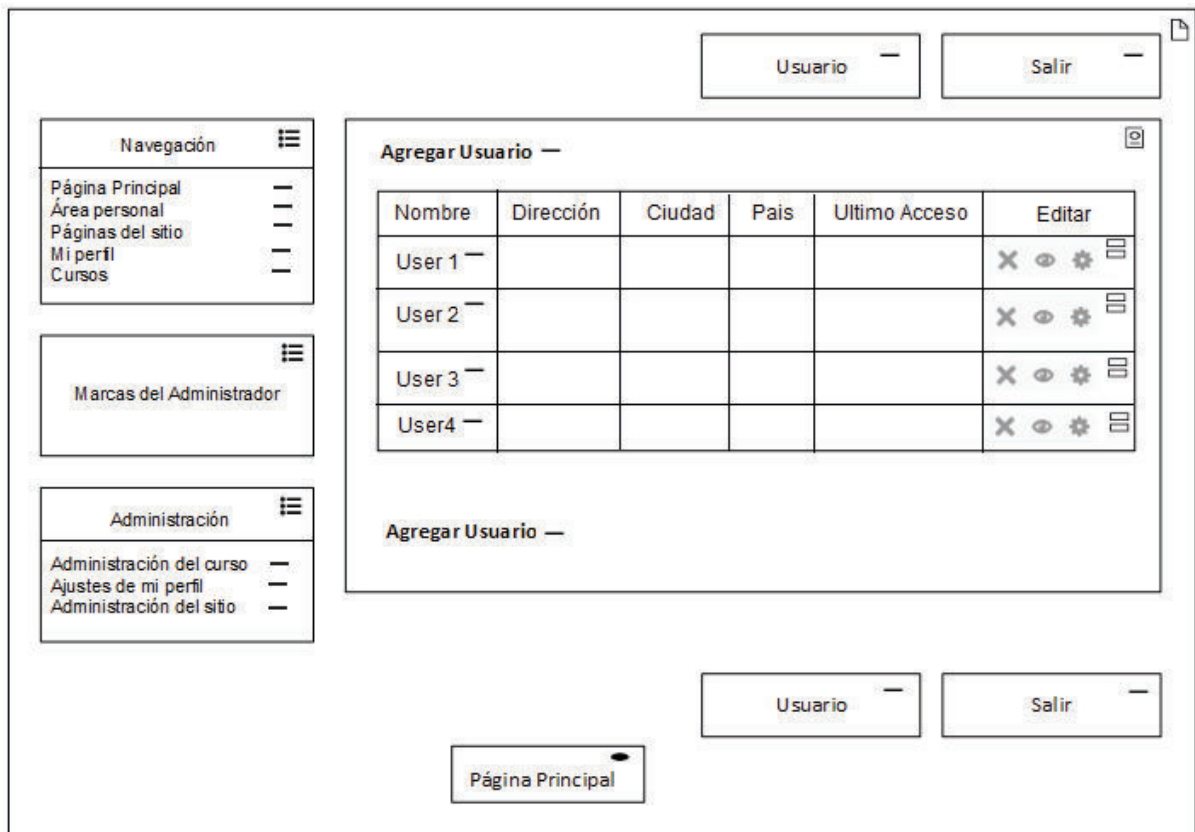 Usuario
Salir
Navegación
Página Principal
Área personal
Páginas del sitio
Mi perfil
Cursos
Marcas del Administrador
Administración
Administración del curso
Ajustes de mi perfil
Administración del sitio
Agregar Usuario
Nombre Dirección Ciudad Pais Ultimo Acceso Editar
User 1
User 2
User 3
User4
Agregar Usuario
Usuario
Salir
Página Principal